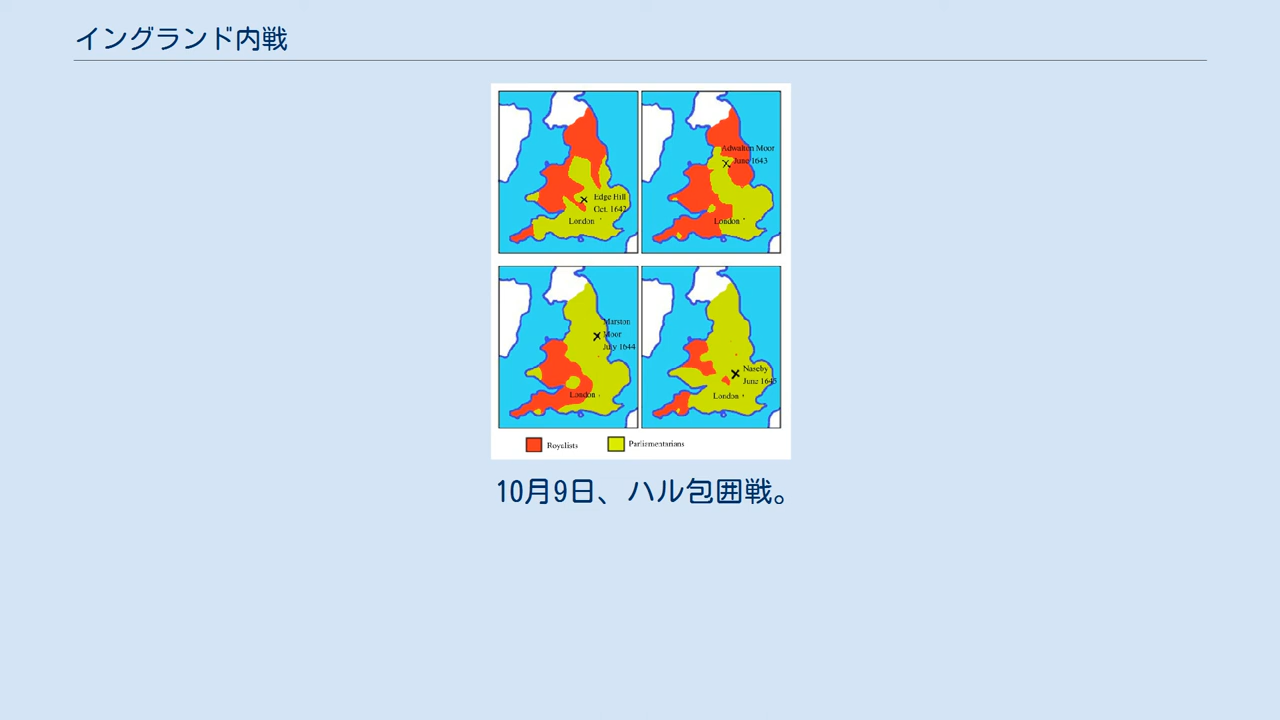 イングランド内戦
Edge Hill
Oct. 1642
London
Adwalton Moor
June 1643
London
Marston
Moor
July 1644
London
Naseby
June 1645
London
Royalists
Parliamentarians
10月9日、ハル包囲戦。